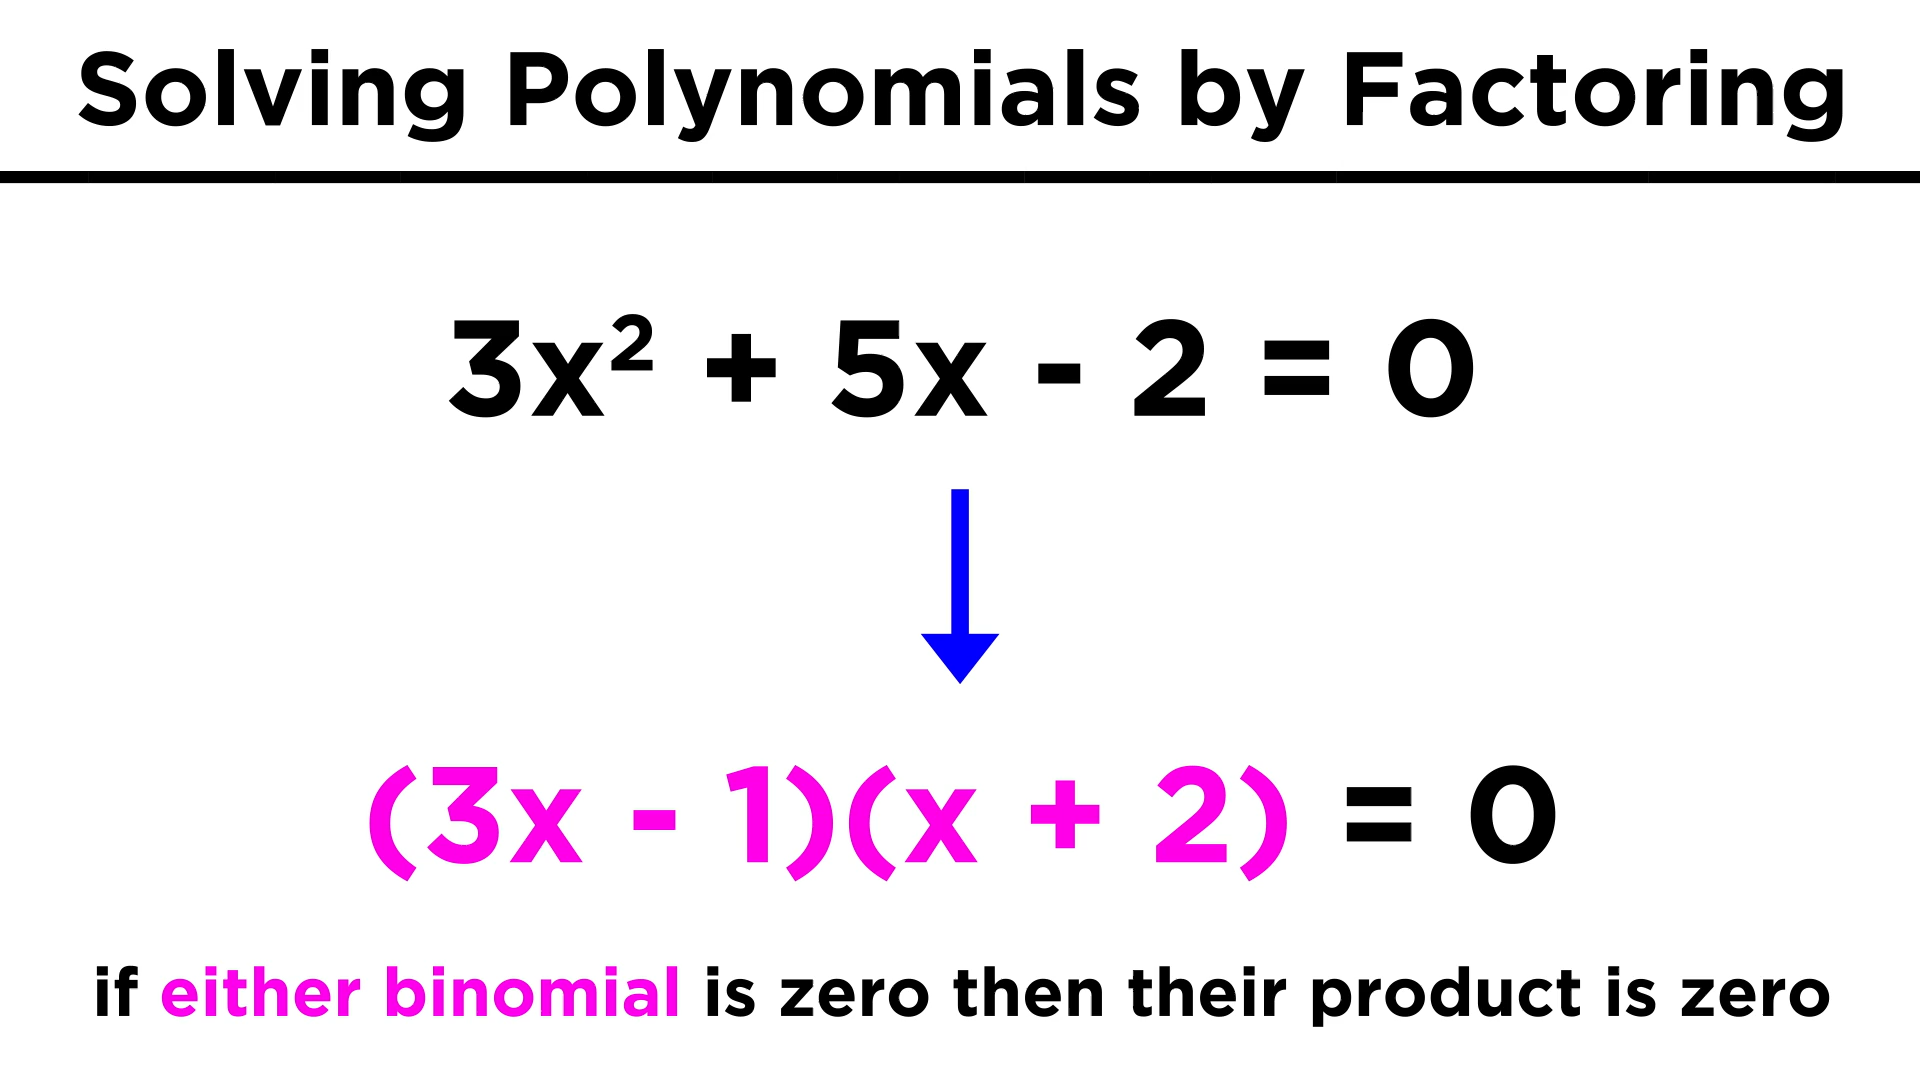 Solving Polynomials by Factoring
3x² + 5x - 2 = 0
(3x - 1)(x + 2) = 0
if either binomial is zero then their product is zero